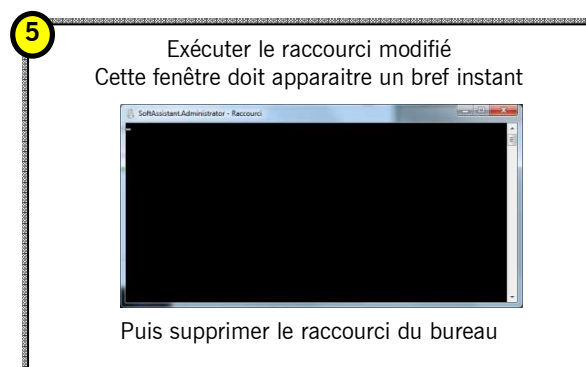 5
Exécuter le raccourci modifié
Cette fenêtre doit apparaitre un bref instant
SoftAssistant.Administrator - Raccourci
Puis supprimer le raccourci du bureau